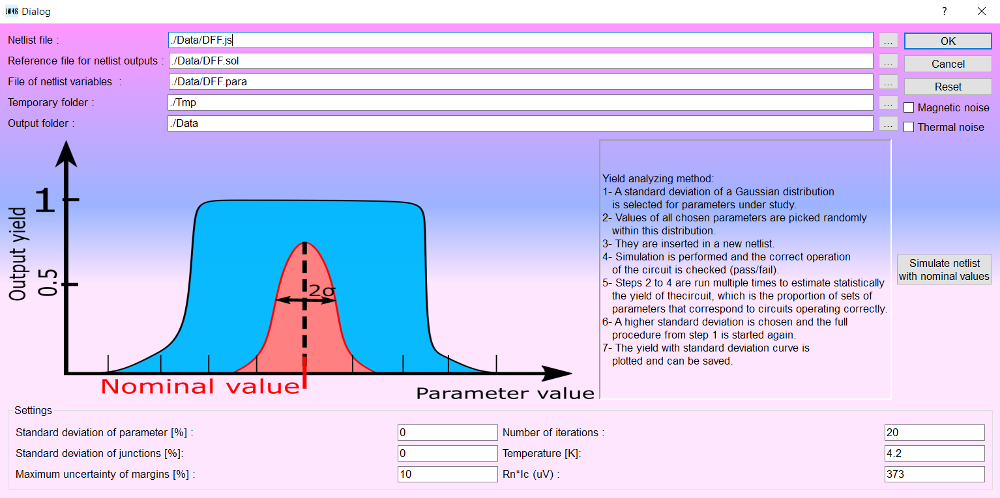 JOINUS Dialog ?
Netlist file : ./Data/DFF.js ... OK
Reference file for netlist outputs : ./Data/DFF.sol ... Cancel
File of netlist variables : ./Data/DFF.para ... Reset
Temporary folder : ./Tmp ... Magnetic noise
Output folder : ./Data ... Thermal noise
Output yield
1
0.5
2σ
Nominal value
Parameter value
Yield analyzing method:
1- A standard deviation of a Gaussian distribution
is selected for parameters under study.
2- Values of all chosen parameters are picked randomly
within this distribution.
3- They are inserted in a new netlist.
4- Simulation is performed and the correct operation
of the circuit is checked (pass/fail).
5- Steps 2 to 4 are run multiple times to estimate statistically
the yield of thecircuit, which is the proportion of sets of
parameters that correspond to circuits operating correctly.
6- A higher standard deviation is chosen and the full
procedure from step 1 is started again.
7- The yield with standard deviation curve is
plotted and can be saved.
Simulate netlist
with nominal values
Settings
Standard deviation of parameter [%] : 0 Number of iterations : 20
Standard deviation of junctions [%]: 0 Temperature [K]: 4.2
Maximum uncertainty of margins [%] : 10 Rn*Ic (uV) : 373